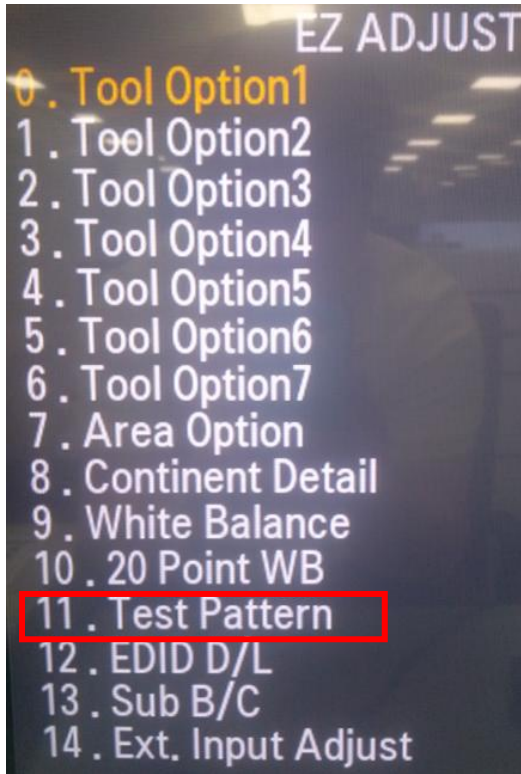 EZ ADJUST
0 . Tool Option1
1 . Tool Option2
2 . Tool Option3
3 . Tool Option4
4 . Tool Option5
5 . Tool Option6
6 . Tool Option7
7 . Area Option
8 . Continent Detail
9 . White Balance
10 . 20 Point WB
11 . Test Pattern
12 . EDID D/L
13 . Sub B/C
14 . Ext. Input Adjust